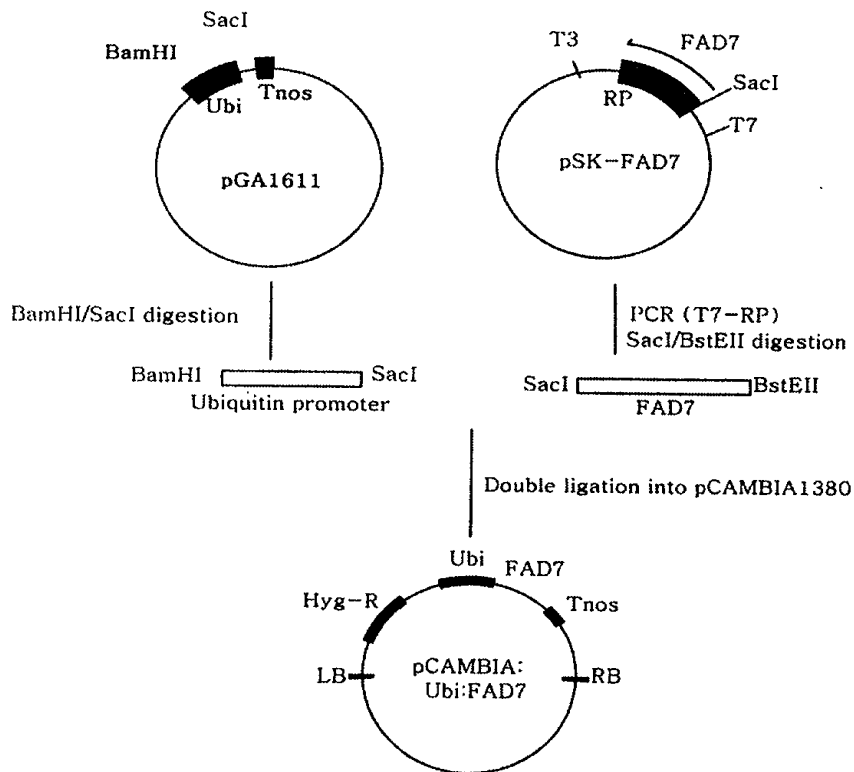 SacI
BamHI
Ubi
Tnos
pGA1611
T3
FAD7
RP
SacI
T7
pSK-FAD7
BamHI/SacI digestion
PCR (T7-RP)
SacI/BstEII digestion
BamHI
SacI
Ubiquitin promoter
SacI
BstEII
FAD7
Double ligation into pCAMBIA1380
Ubi
FAD7
Hyg-R
Tnos
LB
RB
pCAMBIA:
Ubi:FAD7